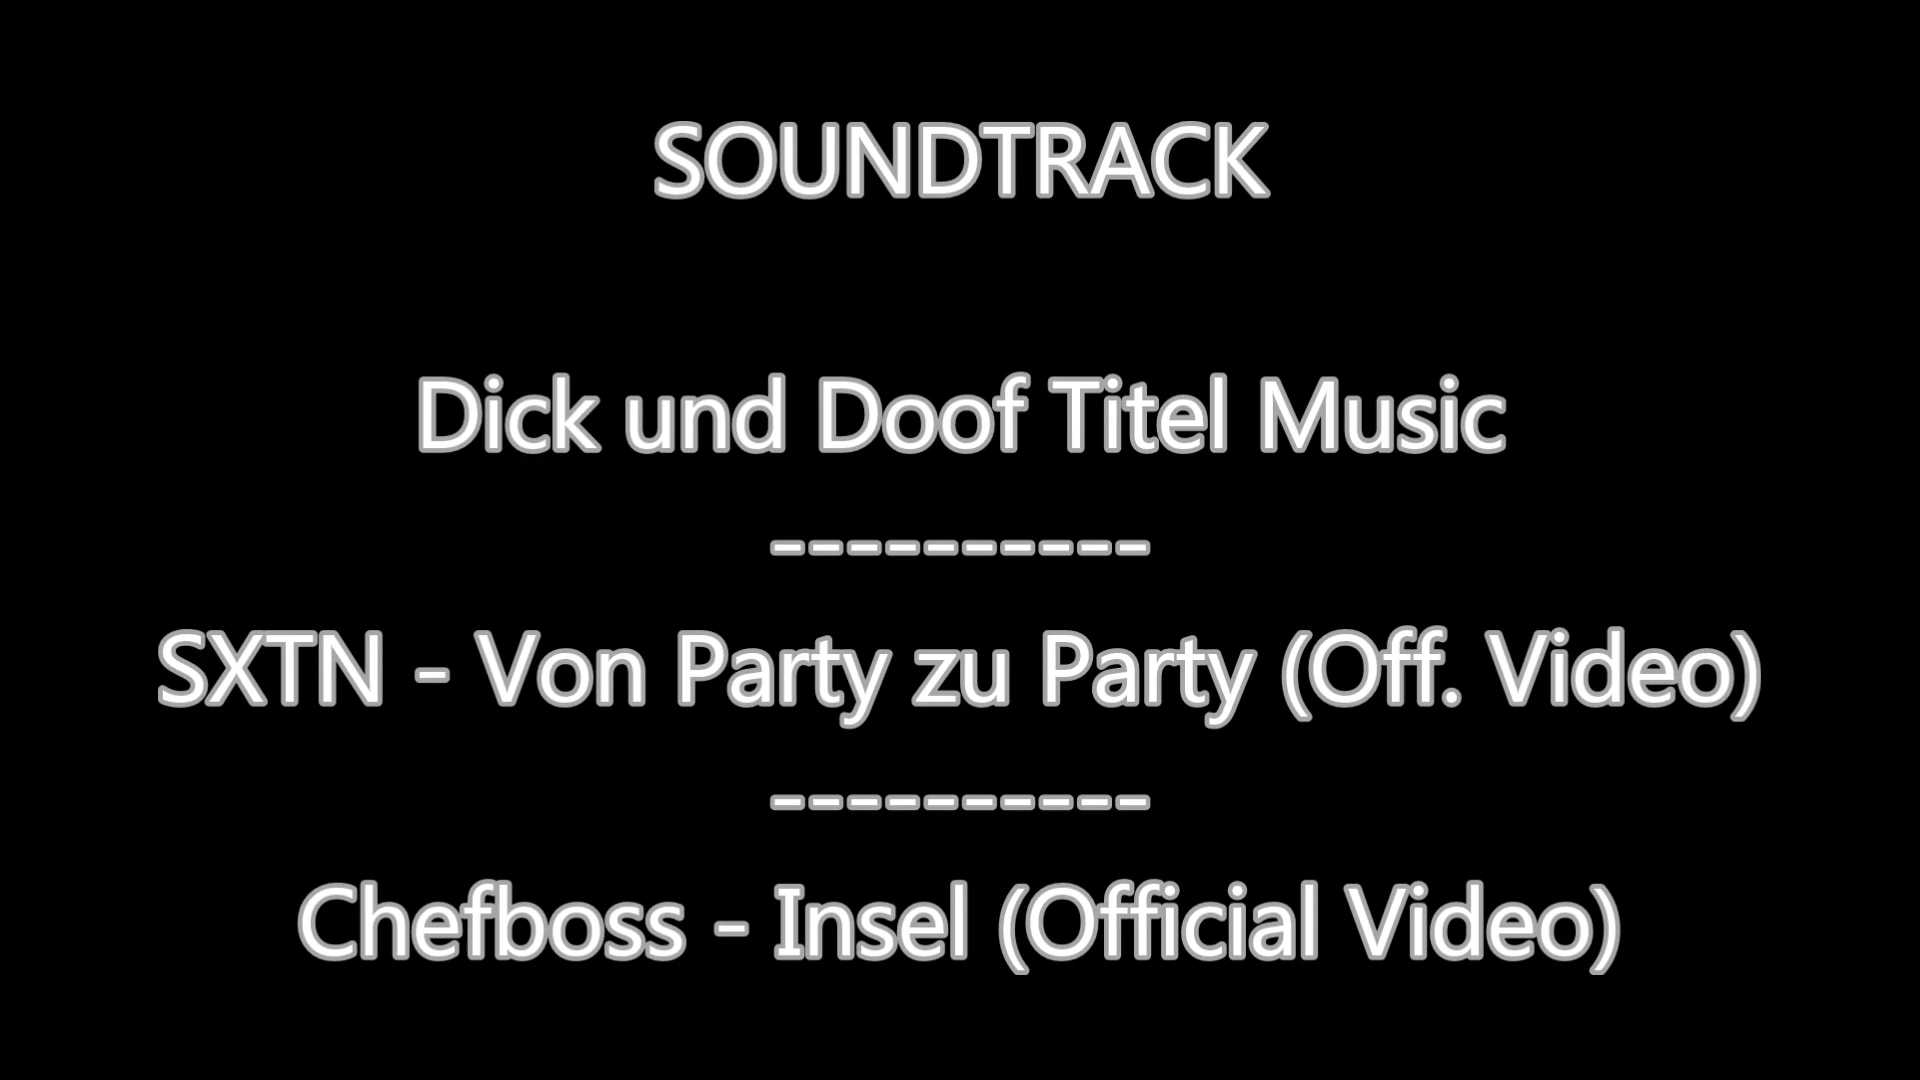 SOUNDTRACK
Dick und Doof Titel Music
----------
SXTN - Von Party zu Party (Off. Video)
----------
Chefboss - Insel (Official Video)